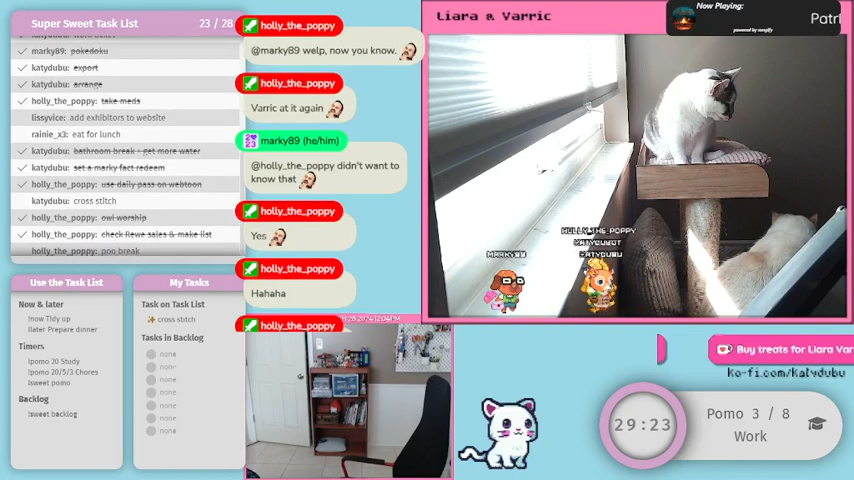 Super Sweet Task List 23 / 28
marky89: pokedoku
katydubu: export
katydubu: arrange
holly_the_poppy: take meds
lissyvice: add exhibitors to website
rainie_x3: eat for lunch
katydubu: bathroom break + get more water
katydubu: set a marky fact redeem
holly_the_poppy: use daily pass on webtoon
katydubu: cross stitch
holly_the_poppy: owl worship
holly_the_poppy: check Rewe sales & make list
holly_the_poppy: poo break
Use the Task List
Now & later
!now Tidy up
!later Prepare dinner
Timers
!pomo 20 Study
!pomo 20/5/3 Chores
!sweet pomo
Backlog
!sweet backlog
My Tasks
Task on Task List
cross stitch
Tasks in Backlog
none
none
none
none
none
none
none
holly_the_poppy
@marky89 welp, now you know.
holly_the_poppy
Varric at it again
marky89 (he/him)
@holly_the_poppy didn't want to
know that
holly_the_poppy
Yes
holly_the_poppy
Hahaha
holly_the_poppy
Liara & Varric
Now Playing:
Patri
MARKY89
HOLLY_THE_POPPY
KATYDUBOT
KATYDUBU
Buy treats for Liara Var
ko-fi.com/katydubu
29:23
Pomo 3 / 8
Work